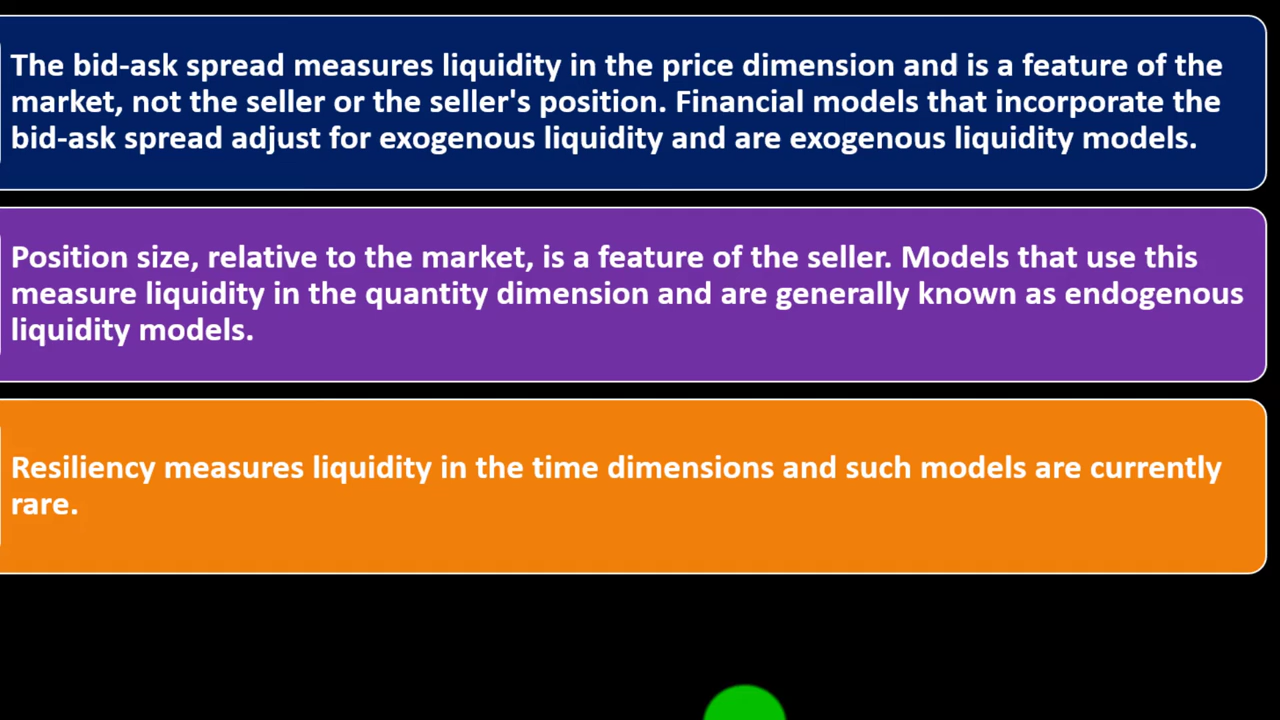 The bid-ask spread measures liquidity in the price dimension and is a feature of the
market, not the seller or the seller's position. Financial models that incorporate the
bid-ask spread adjust for exogenous liquidity and are exogenous liquidity models.
Position size, relative to the market, is a feature of the seller. Models that use this
measure liquidity in the quantity dimension and are generally known as endogenous
liquidity models.
Resiliency measures liquidity in the time dimensions and such models are currently
rare.